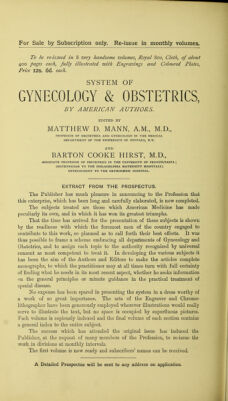 For Sale by Subscription only. Re-issue in monthly volumes.
To be re-issued in 8 very handsome volumes, Royal 8vo, Cloth, of about
400 pages each, fully illustrated with Engravings and Coloured Plates,
Price 12s. 6d. each.
SYSTEM OF
GYNECOLOGY & OBSTETRICS,
BY AMERICAN AUTHORS.
EDITED BY
MATTHEW D. MANN, A.M., M.D.,
PROFESSOR OF OBSTETRICS AND GYNECOLOGY IN THE MEDICAL
DEPARTMENT OF THE UNIVERSITY OF BUFFALO, N.Y.
AND
BARTON COOKE HIRST, M.D.,
ASSOCIATE PROFESSOR OF OBSTETRICS IN THE UNIVERSITY OF PENNSYLVANIA;
OBSTETRICIAN TO THE PHILADELPHIA MATERNITY HOSPITALS;
GYNECOLOGIST TO THE ORTHOPÆDIC HOSPITAL.
EXTRACT FROM THE PROSPECTUS.
The Publisher has much pleasure in announcing to the Profession that
this enterprise, which has been long and carefully elaborated, is now completed.
The subjects treated are those which American Medicine has made
peculiarly its own, and in which it has won its greatest triumphs.
That the time has arrived for the presentation of these subjects is shown
by the readiness with which the foremost men of the country engaged to
contribute to this work, so planned as to call forth their best efforts. It was
thus possible to frame a scheme embracing all departments of Gynecology and
Obstetrics, and to assign each topic to the authority recognised by universal
consent as most competent to treat it. In developing the various subjects it
has been the aim of the Authors and Editors to make the articles complete
monographs, to which the practitioner may at all times turn with full certainty
of finding what he needs in its most recent aspect, whether he seeks information
on the general principles or minute guidance in the practical treatment of
special disease.
No expense has been spared in presenting the system in a dress worthy of
a work of so great importance. The arts of the Engraver and Chromo-
lithographer have been generously employed wherever illustrations would really
serve to illustrate the text, but no space is occupied by superfluous pictures.
Each volume is copiously indexed and the final volume of each section contains
a general index to the entire subject.
The success which has attended the original issue has induced the
Publisher, at the request of many members of the Profession, to re-issue the
work in divisions at monthly intervals.
The first volume is now ready and subscribers' names can be received.
A Detailed Prospectus will be sent to any address on application.